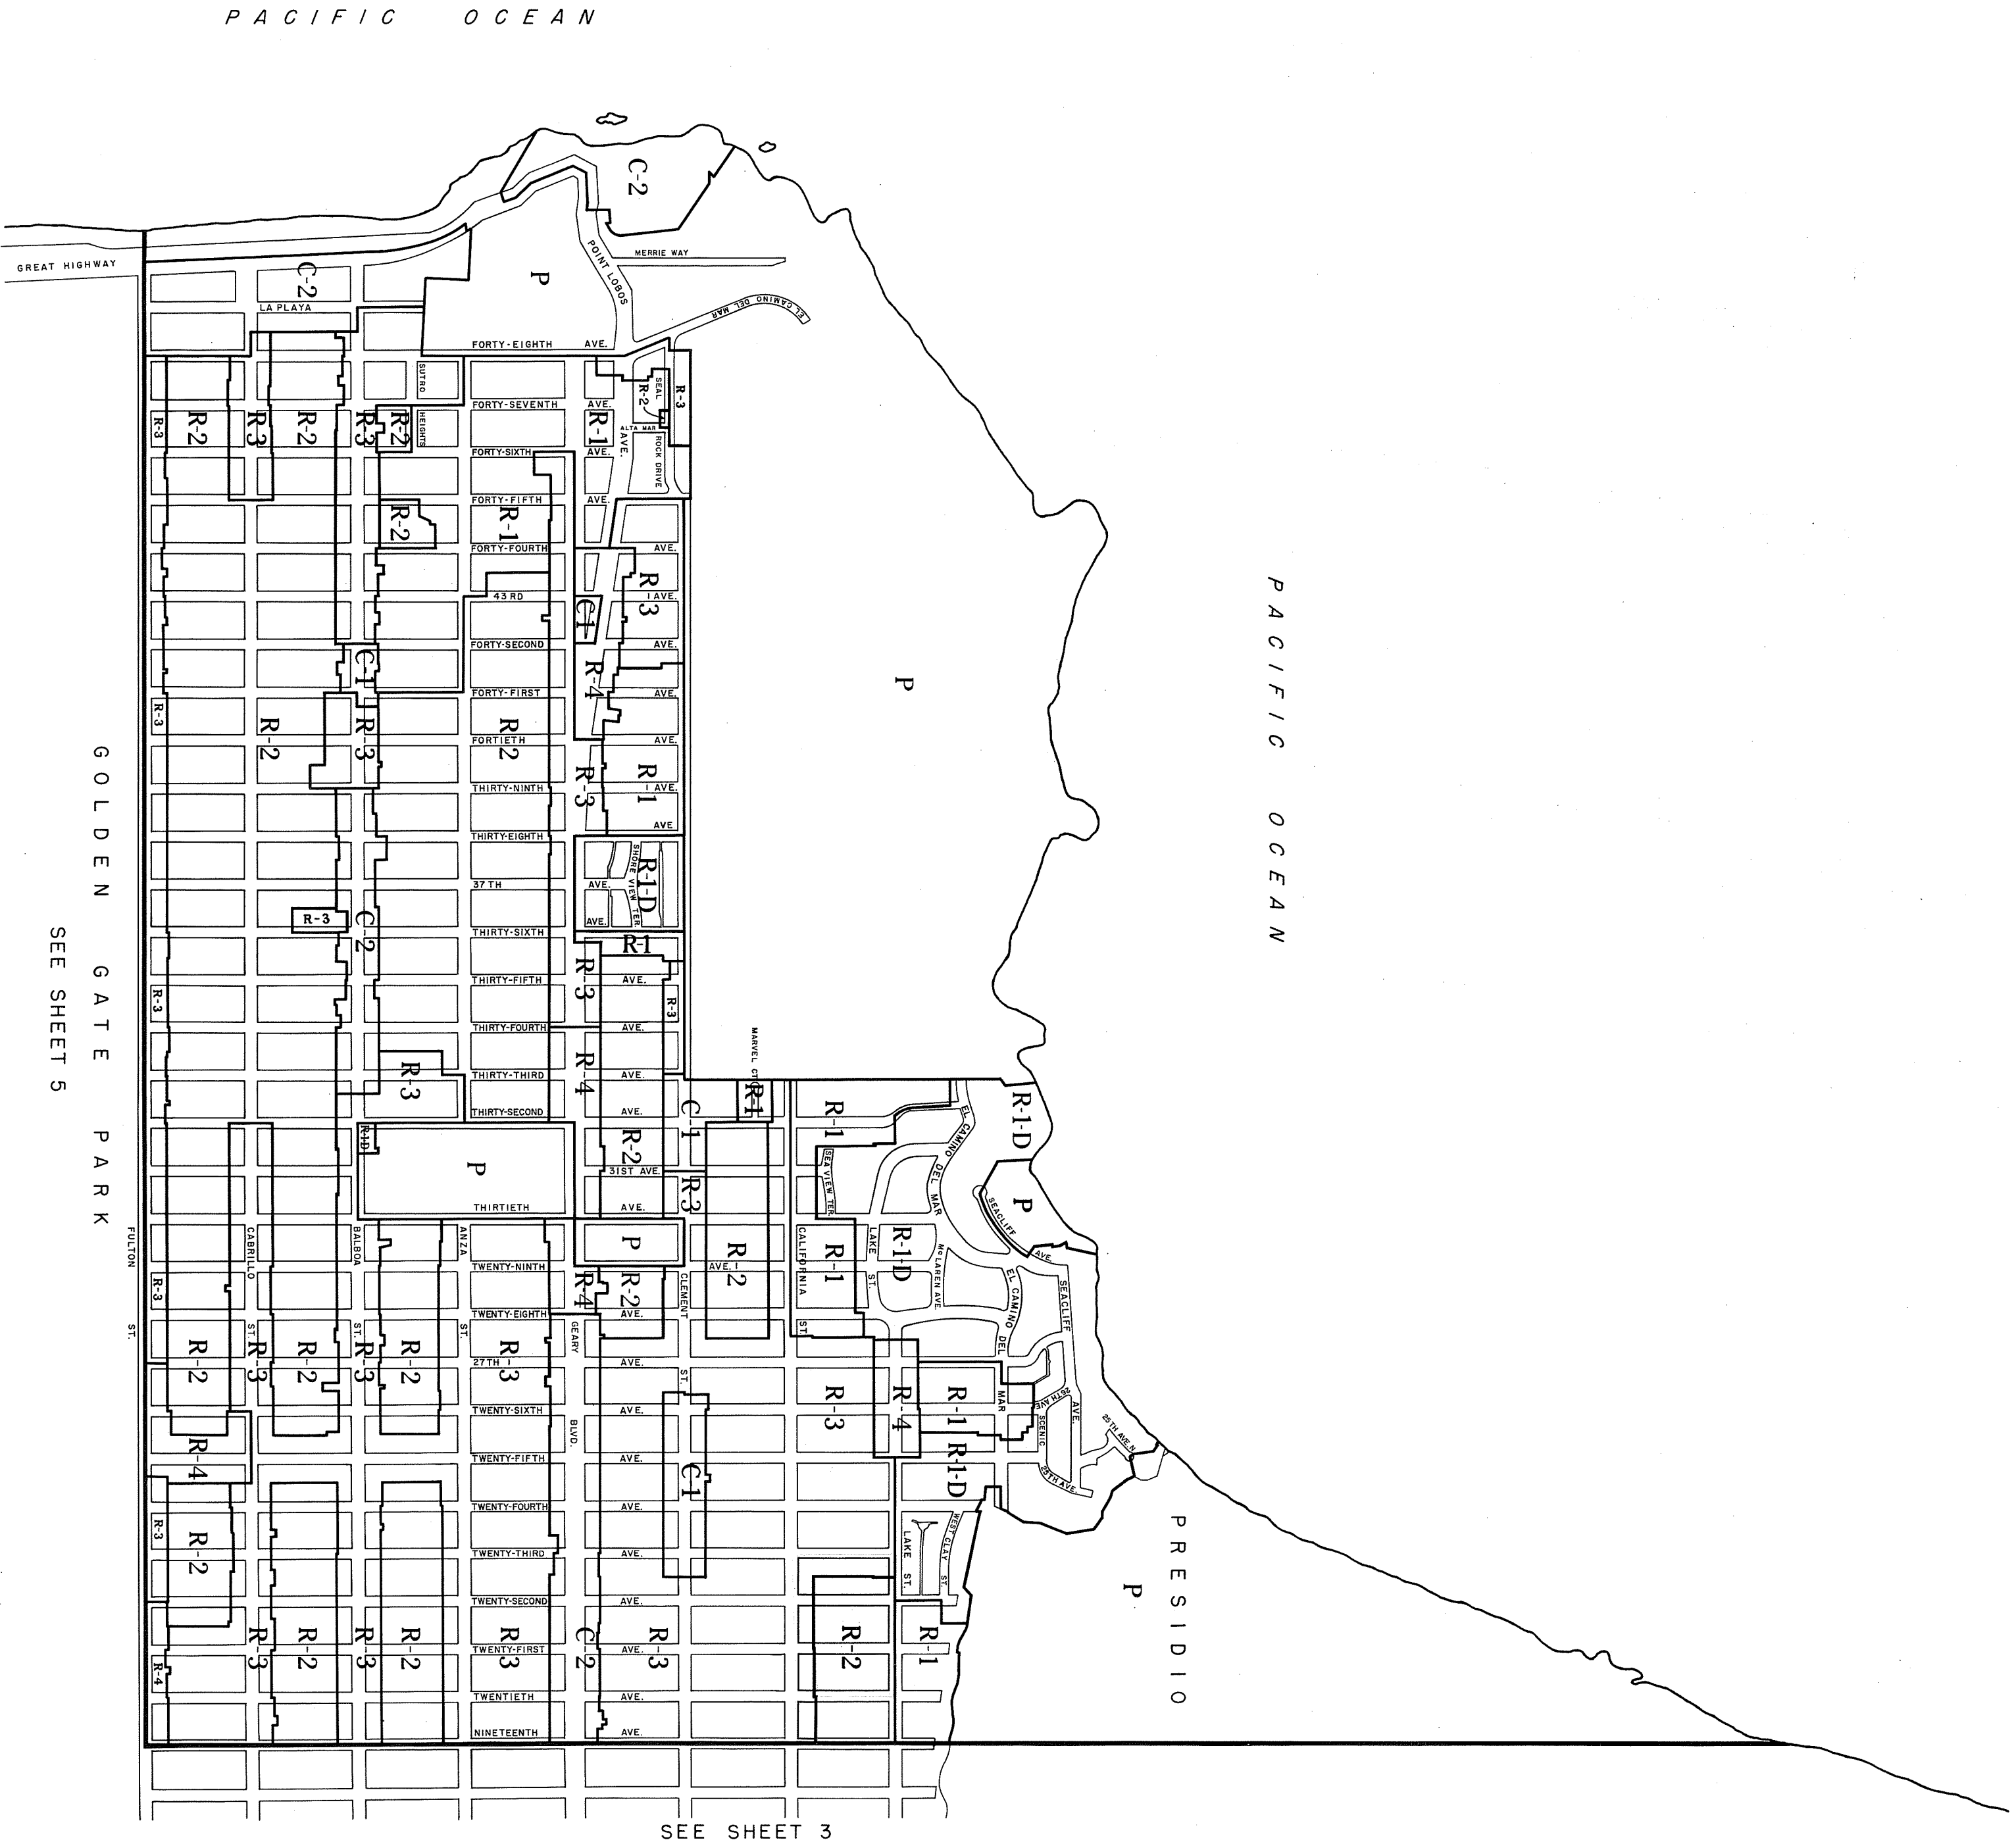 PACIFIC OCEAN
C-2
GREAT HIGHWAY
MERRIE WAY
POINT LOBOS
P
C-2
LA PLAYA
EL CAMINO DEL MAR
FORTY-EIGHTH AVE.
SUTRO
HEIGHTS
SEAL
ROCK DRIVE
R-2
R-3
FORTY-SEVENTH AVE.
ALTA MAR
AVE.
R-3
R-2
R-3
R-2
R-3
R-2
R-1
FORTY-SIXTH AVE.
FORTY-FIFTH AVE.
R-2
R-1
FORTY-FOURTH AVE.
R-3
43 RD AVE.
C-1
FORTY-SECOND AVE.
C-1
R-4
P
FORTY-FIRST AVE.
R-3
R-2
R-3
R-2
FORTIETH AVE.
R-3
R-1
THIRTY-NINTH AVE.
THIRTY-EIGHTH AVE
SHORE VIEW TER.
R-1-D
37 TH AVE.
R-3
C-2
AVE.
THIRTY-SIXTH
R-1
R-3
THIRTY-FIFTH AVE.
R-3
R-3
THIRTY-FOURTH AVE.
MARVEL CT.
R-3
R-4
THIRTY-THIRD AVE.
R-1
THIRTY-SECOND AVE.
C-1
R-1
EL CAMINO DEL MAR
R-1-D
R-1-D
P
R-2
31ST AVE.
R-3
SEA VIEW TER.
SEACLIFF AVE.
P
THIRTIETH AVE.
FULTON ST.
CABRILLO ST.
BALBOA ST.
ANZA ST.
GEARY BLVD.
CLEMENT ST.
CALIFORNIA ST.
LAKE ST.
McLAREN AVE.
P
R-2
R-1
R-1-D
TWENTY-NINTH AVE.
R-3
R-4
R-2
EL CAMINO DEL MAR
SEACLIFF AVE.
TWENTY-EIGHTH AVE.
R-2
R-3
R-2
R-3
R-2
R-3
27TH AVE.
R-3
R-4
R-1
26TH AVE
SCENIC
25TH AVE. N.
TWENTY-SIXTH AVE.
R-4
TWENTY-FIFTH AVE.
C-1
R-1-D
25TH AVE.
TWENTY-FOURTH AVE.
R-3
R-2
LAKE ST.
WEST CLAY ST.
P
TWENTY-THIRD AVE.
TWENTY-SECOND AVE.
R-3
R-2
R-3
R-2
R-3
C-2
R-3
R-2
R-1
TWENTY-FIRST AVE.
R-4
TWENTIETH AVE.
NINETEENTH AVE.
PACIFIC OCEAN
PRESIDIO
GOLDEN GATE PARK
SEE SHEET 5
SEE SHEET 3